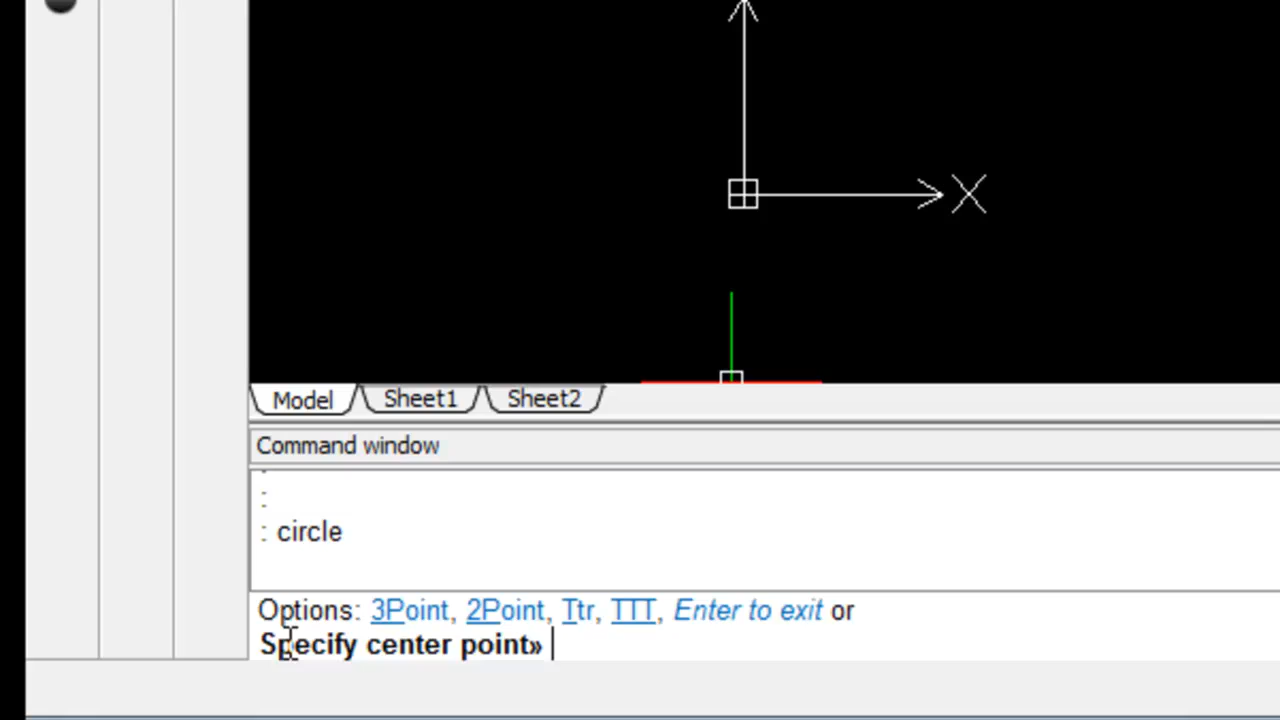 X
Model Sheet1 Sheet2
Command window
:
: circle
Options: 3Point, 2Point, Ttr, TTT, Enter to exit or
Specify center point»